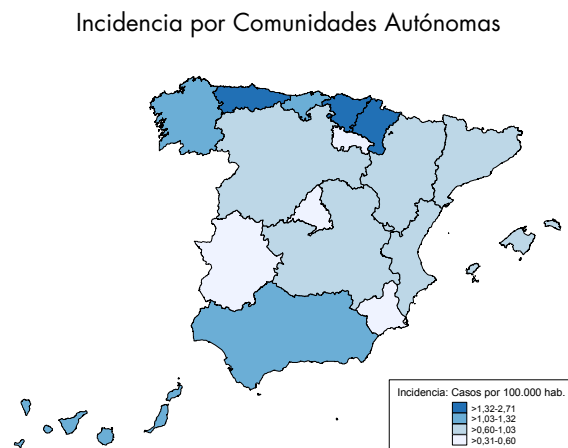 Incidencia por Comunidades Autónomas
Incidencia: Casos por 100.000 hab.
>1,32-2,71
>1,03-1,32
>0,60-1,03
>0,31-0,60